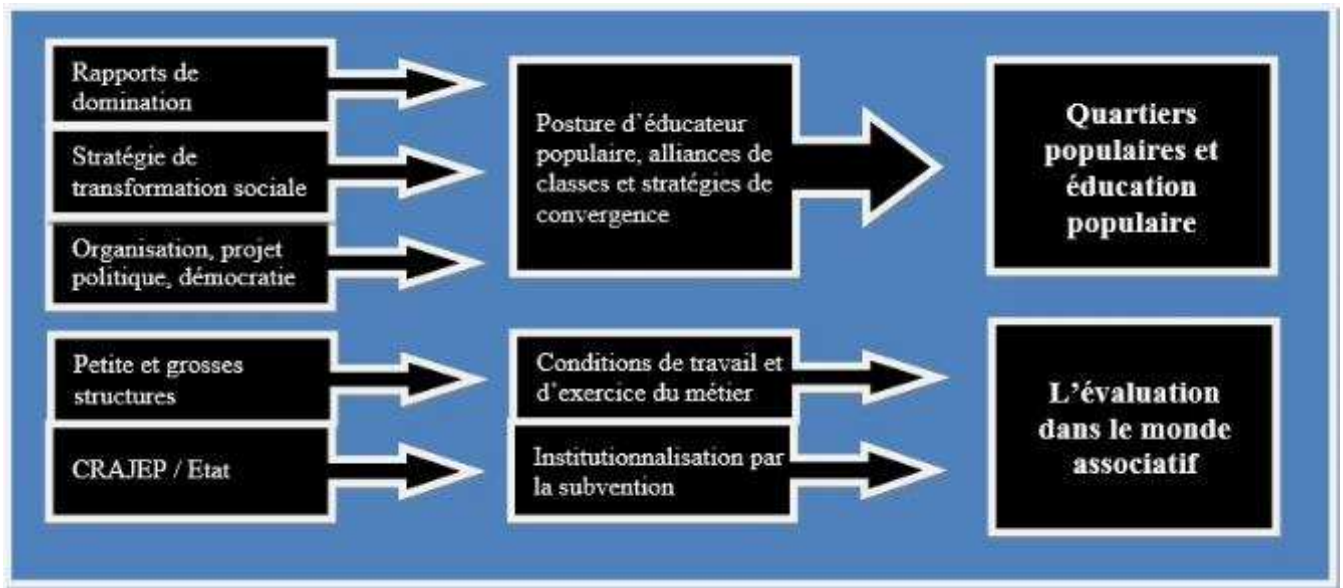 Rapports de
domination
Stratégie de
transformation sociale
Organisation, projet
politique, démocratie
Posture d’éducateur
populaire, alliances de
classes et stratégies de
convergence
Quartiers
populaires et
éducation
populaire
Petite et grosses
structures
CRAJEP / Etat
Conditions de travail et
d’exercice du métier
Institutionnalisation par
la subvention
L’évaluation
dans le monde
associatif